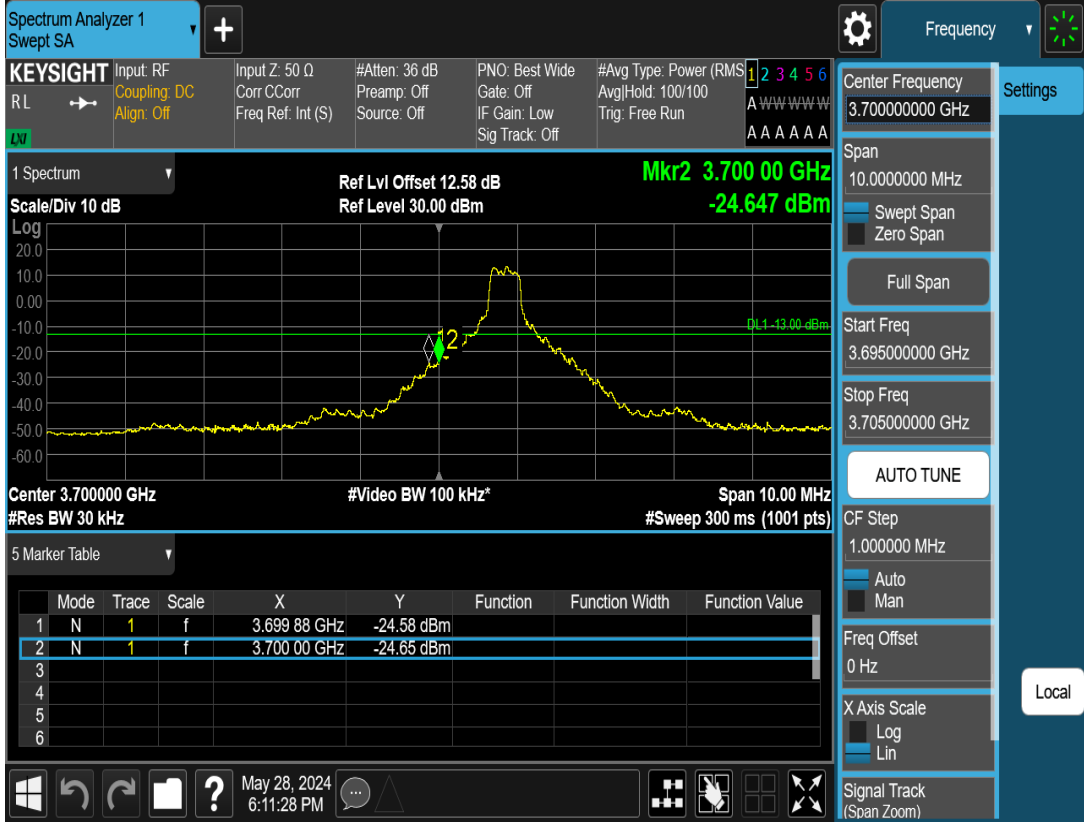 Spectrum Analyzer 1
Swept SA
Frequency
KEYSIGHT
RL
LXI
Input: RF
Coupling: DC
Align: Off
Input Z: 50 Ω
Corr CCorr
Freq Ref: Int (S)
#Atten: 36 dB
Preamp: Off
Source: Off
PNO: Best Wide
Gate: Off
IF Gain: Low
Sig Track: Off
#Avg Type: Power (RMS
Avg|Hold: 100/100
Trig: Free Run
1 2 3 4 5 6
A W W W W W
A A A A A A
1 Spectrum
Scale/Div 10 dB
Ref Lvl Offset 12.58 dB
Ref Level 30.00 dBm
Mkr2 3.700 00 GHz
-24.647 dBm
Log
20.0
10.0
0.00
-10.0
-20.0
-30.0
-40.0
-50.0
-60.0
DL1 -13.00 dBm
12
Center 3.700000 GHz
#Video BW 100 kHz*
Span 10.00 MHz
#Res BW 30 kHz
#Sweep 300 ms (1001 pts)
5 Marker Table
Mode Trace Scale X Y Function Function Width Function Value
1 N 1 f 3.699 88 GHz -24.58 dBm
2 N 1 f 3.700 00 GHz -24.65 dBm
3
4
5
6
May 28, 2024
6:11:28 PM
?
Center Frequency
3.700000000 GHz
Settings
Span
10.0000000 MHz
Swept Span
Zero Span
Full Span
Start Freq
3.695000000 GHz
Stop Freq
3.705000000 GHz
AUTO TUNE
CF Step
1.000000 MHz
Auto
Man
Freq Offset
0 Hz
X Axis Scale
Log
Lin
Local
Signal Track
(Span Zoom)